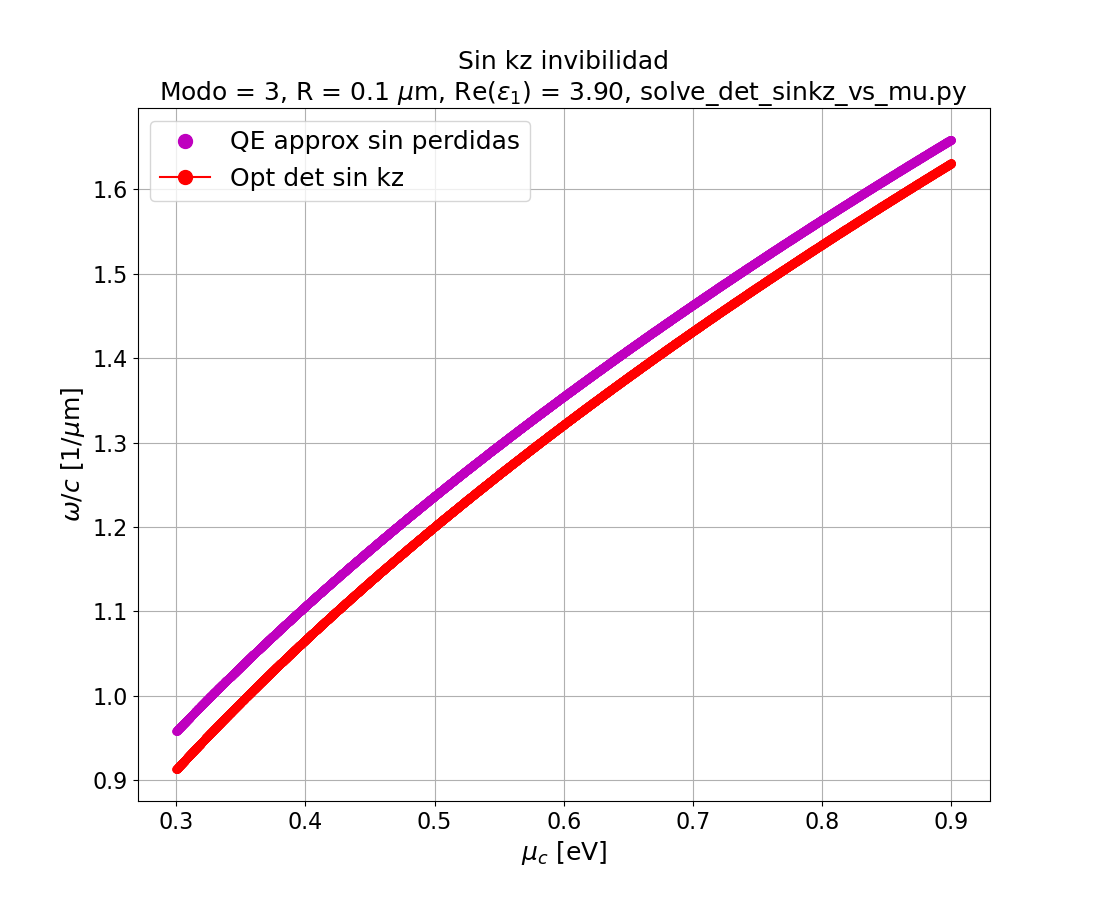 Sin kz invibilidad
Modo = 3, R = 0.1 μm, Re(ε₁) = 3.90, solve_det_sinkz_vs_mu.py
QE approx sin perdidas
Opt det sin kz
1.6
1.5
1.4
1.3
1.2
1.1
1.0
0.9
ω/c [1/μm]
0.3 0.4 0.5 0.6 0.7 0.8 0.9
μ_c [eV]